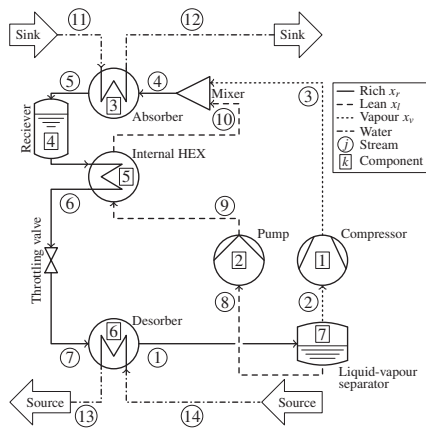 11
12
Sink
Sink
5
4
3
Mixer
3
Absorber
10
Reciever
4
Internal HEX
5
6
9
Rich x_r
Lean x_l
Vapour x_v
Water
j Stream
k Component
Throttling valve
Pump
Compressor
2
1
8
2
Desorber
6
7
7
1
Liquid-vapour
separator
Source
Source
13
14